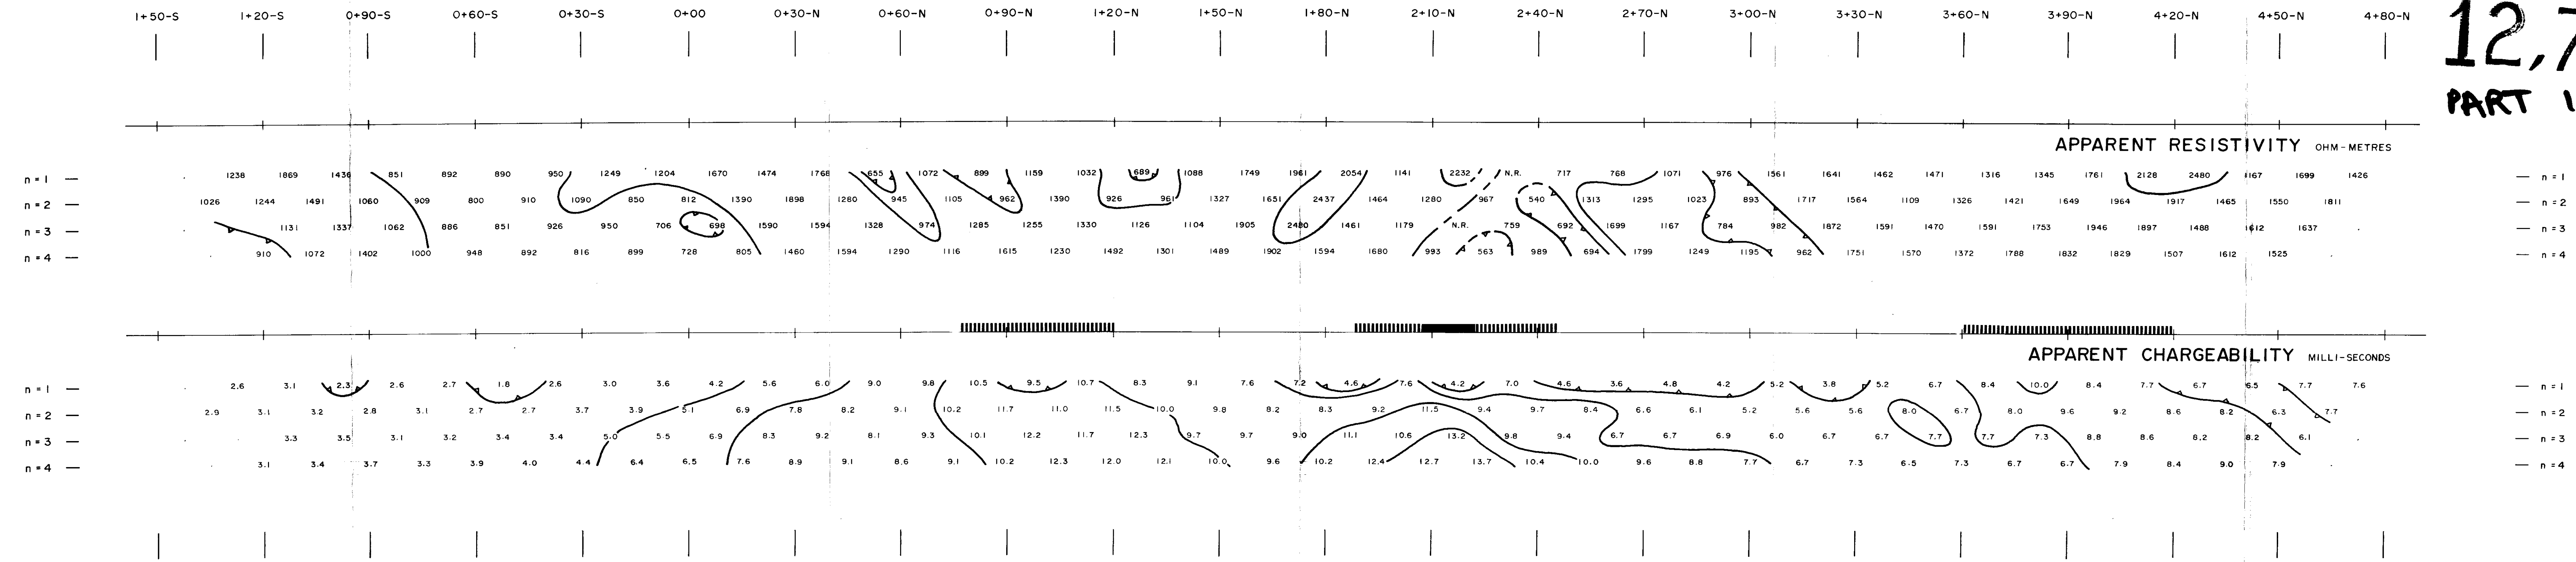 1+50-S 1+20-S 0+90-S 0+60-S 0+30-S 0+00 0+30-N 0+60-N 0+90-N 1+20-N 1+50-N 1+80-N 2+10-N 2+40-N 2+70-N 3+00-N 3+30-N 3+60-N 3+90-N 4+20-N 4+50-N 4+80-N
12,7
PART 1
APPARENT RESISTIVITY OHM-METRES
n=1 — 1238 1869 1436 851 892 890 950 1249 1204 1670 1474 1768 655 1072 899 1159 1032 689 1088 1749 1961 2054 1141 2232 N.R. 717 768 1071 976 1561 1641 1462 1471 1316 1345 1761 2128 2480 1167 1699 1426 — n=1
n=2 — 1026 1244 1491 1060 909 800 910 1090 850 812 1390 1898 1280 945 1105 962 1390 926 961 1327 1651 2437 1464 1280 967 540 1313 1295 1023 893 1717 1564 1109 1326 1421 1649 1964 1917 1465 1550 1811 — n=2
n=3 — 1131 1337 1062 886 851 926 950 706 698 1590 1594 1328 974 1285 1255 1330 1126 1104 1905 2480 1461 1179 N.R. 759 692 1699 1167 784 982 1872 1591 1470 1591 1753 1946 1897 1488 1612 1637 — n=3
n=4 — 910 1072 1402 1000 948 892 816 899 728 805 1460 1594 1290 1116 1615 1230 1482 1301 1489 1902 1594 1680 993 563 989 694 1799 1249 1195 962 1751 1570 1372 1788 1832 1829 1507 1612 1525 — n=4
APPARENT CHARGEABILITY MILLI-SECONDS
n=1 — 2.6 3.1 2.3 2.6 2.7 1.8 2.6 3.0 3.6 4.2 5.6 6.0 9.0 9.8 10.5 9.5 10.7 8.3 9.1 7.6 7.2 4.6 7.6 4.2 7.0 4.6 3.6 4.8 4.2 5.2 3.8 5.2 6.7 8.4 10.0 8.4 7.7 6.7 6.5 7.7 7.6 — n=1
n=2 — 2.9 3.1 3.2 2.8 3.1 2.7 2.7 3.7 3.9 5.1 6.9 7.8 8.2 9.1 10.2 11.7 11.0 11.5 10.0 9.8 8.2 8.3 9.2 11.5 9.4 9.7 8.4 6.6 6.1 5.2 5.6 5.6 8.0 6.7 8.0 9.6 9.2 8.6 8.2 6.3 7.7 — n=2
n=3 — 3.3 3.5 3.1 3.2 3.4 3.4 5.0 5.5 6.9 8.3 9.2 8.1 9.3 10.1 12.2 11.7 12.3 9.7 9.7 9.0 11.1 10.6 13.2 9.8 9.4 6.7 6.7 6.9 6.0 6.7 6.7 7.7 7.7 7.3 8.8 8.6 8.2 8.2 6.1 — n=3
n=4 — 3.1 3.4 3.7 3.3 3.9 4.0 4.4 6.4 6.5 7.6 8.9 9.1 8.6 9.1 10.2 12.3 12.0 12.1 10.0 9.6 10.2 12.4 12.7 13.7 10.4 10.0 9.6 8.8 7.7 6.7 7.3 6.5 7.3 6.7 6.7 7.9 8.4 9.0 7.9 — n=4